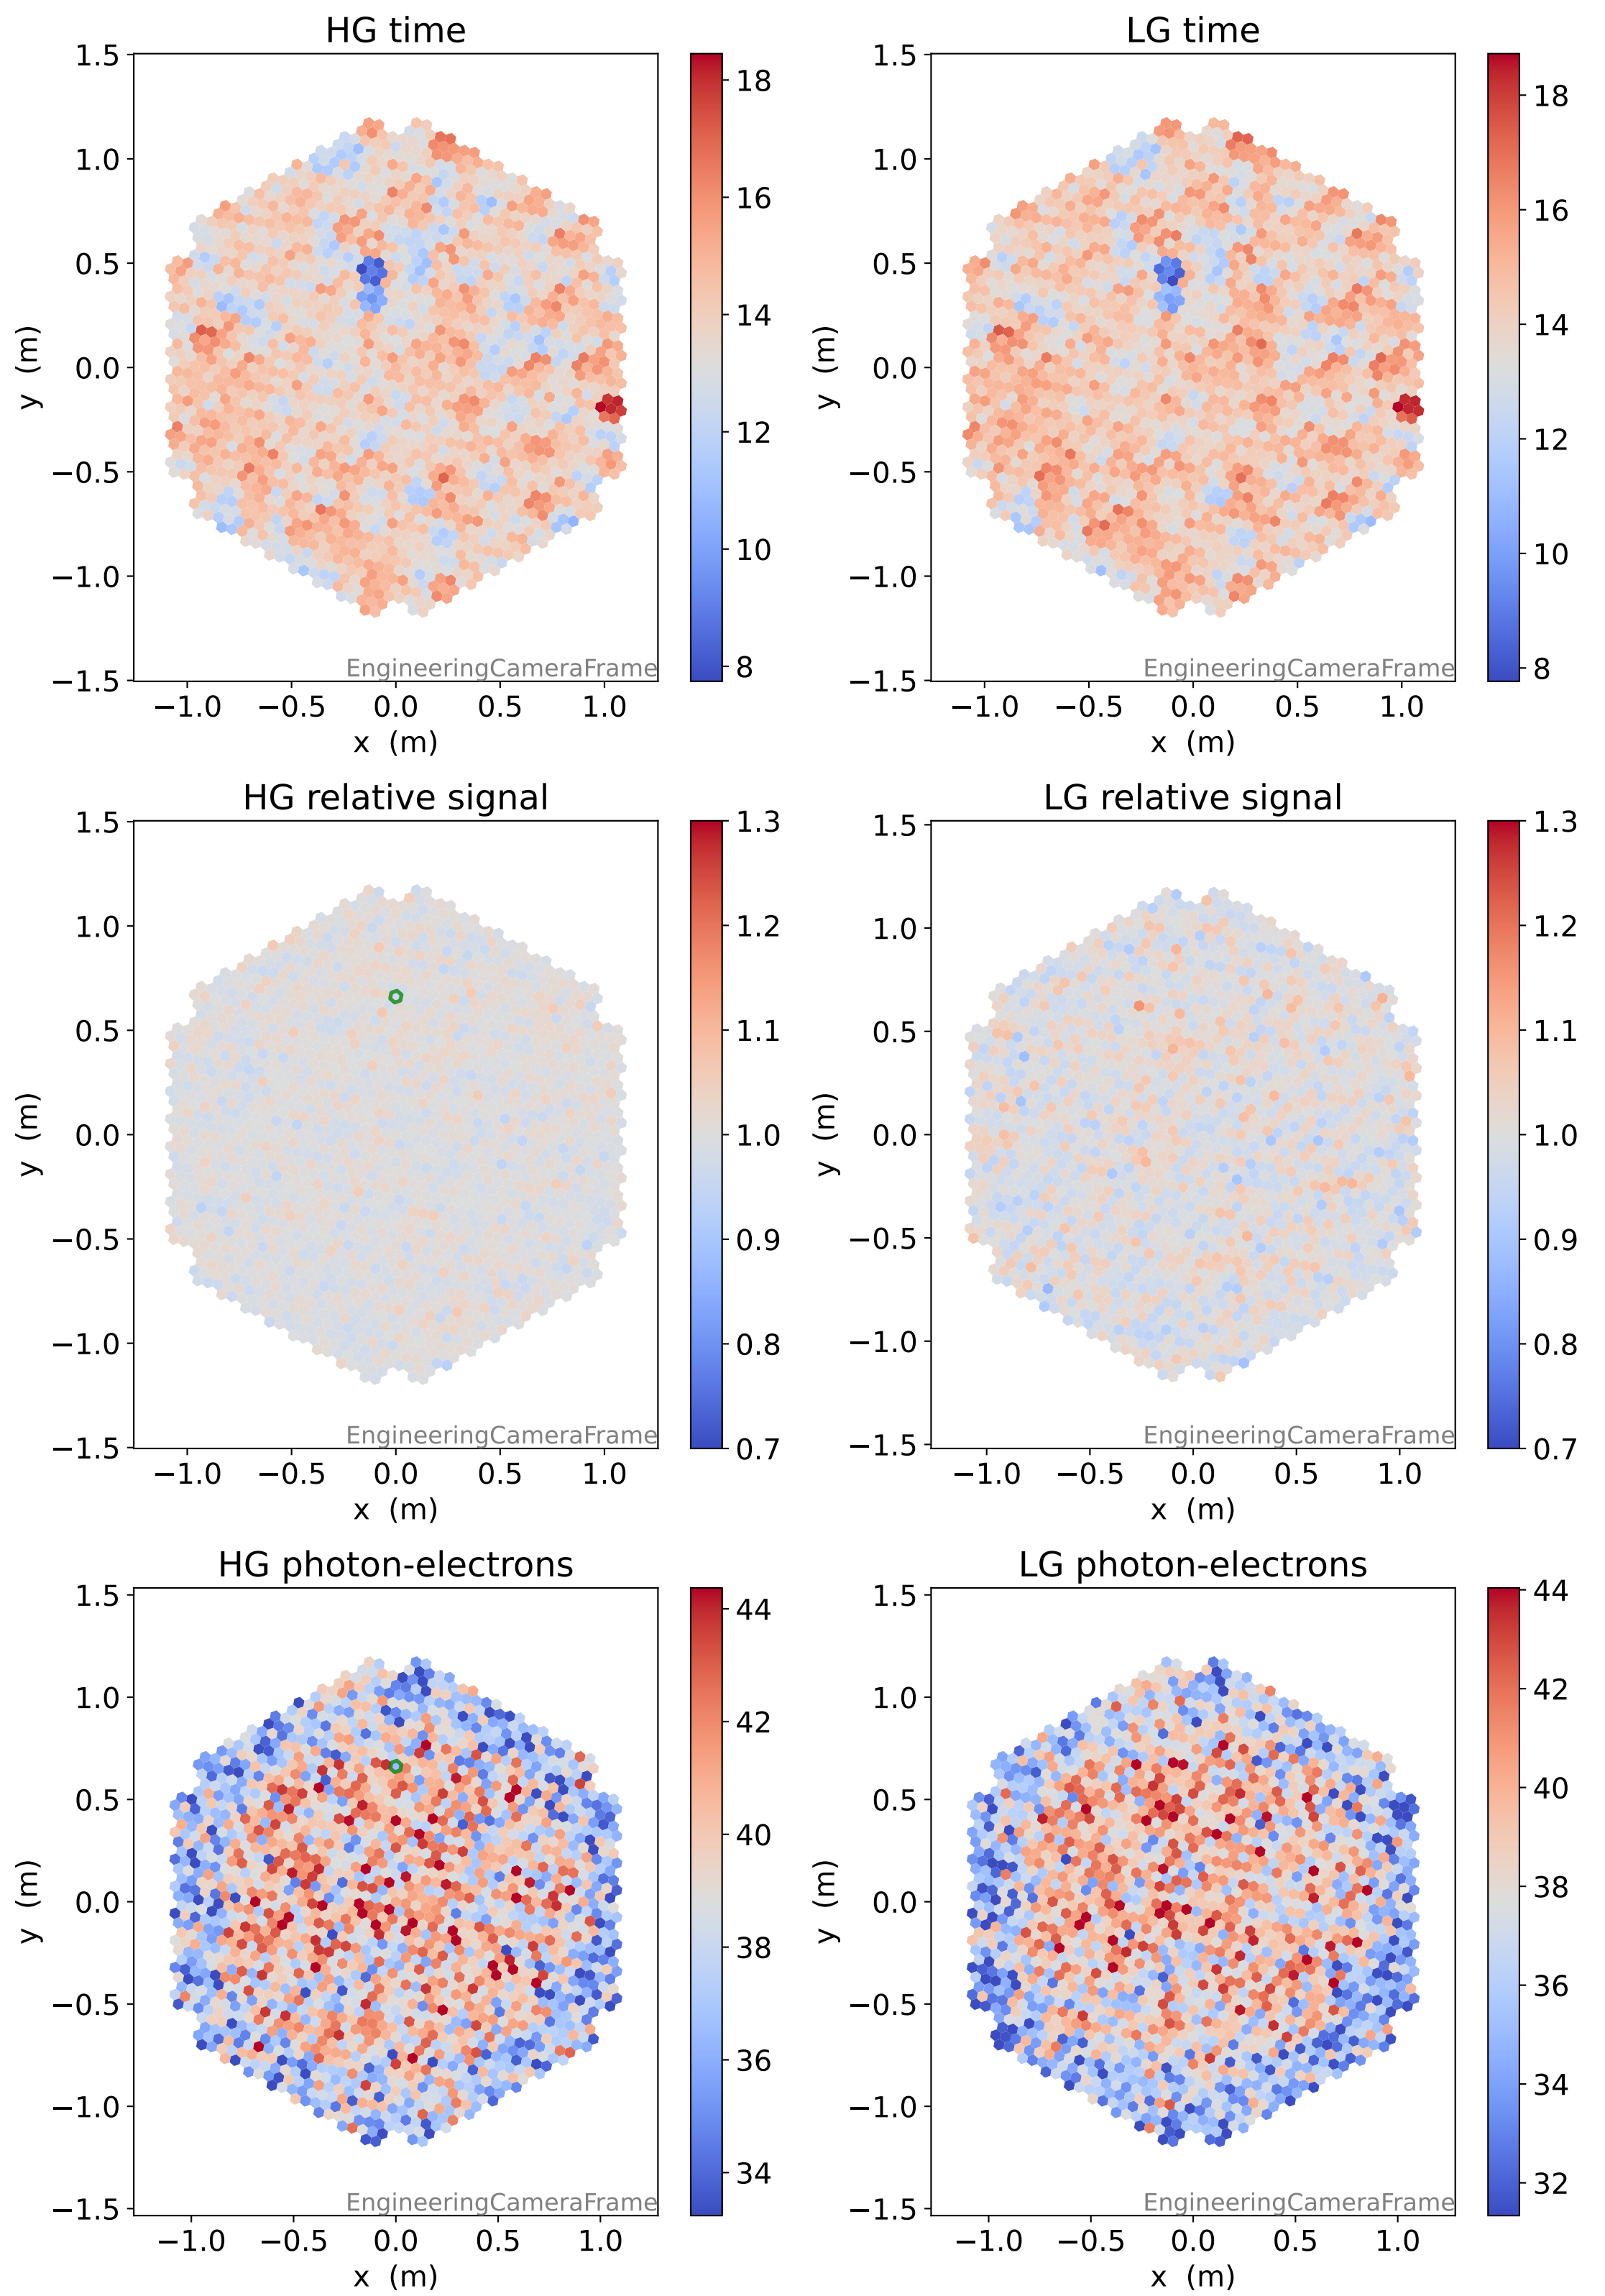 HG time
1.5
1.0
0.5
0.0
−0.5
−1.0
−1.5
y (m)
−1.0 −0.5 0.0 0.5 1.0
x (m)
EngineeringCameraFrame
18
16
14
12
10
8
LG time
1.5
1.0
0.5
0.0
−0.5
−1.0
−1.5
y (m)
−1.0 −0.5 0.0 0.5 1.0
x (m)
EngineeringCameraFrame
18
16
14
12
10
8
HG relative signal
1.5
1.0
0.5
0.0
−0.5
−1.0
−1.5
y (m)
−1.0 −0.5 0.0 0.5 1.0
x (m)
EngineeringCameraFrame
1.3
1.2
1.1
1.0
0.9
0.8
0.7
LG relative signal
1.5
1.0
0.5
0.0
−0.5
−1.0
−1.5
y (m)
−1.0 −0.5 0.0 0.5 1.0
x (m)
EngineeringCameraFrame
1.3
1.2
1.1
1.0
0.9
0.8
0.7
HG photon-electrons
1.5
1.0
0.5
0.0
−0.5
−1.0
−1.5
y (m)
−1.0 −0.5 0.0 0.5 1.0
x (m)
EngineeringCameraFrame
44
42
40
38
36
34
LG photon-electrons
1.5
1.0
0.5
0.0
−0.5
−1.0
−1.5
y (m)
−1.0 −0.5 0.0 0.5 1.0
x (m)
EngineeringCameraFrame
44
42
40
38
36
34
32